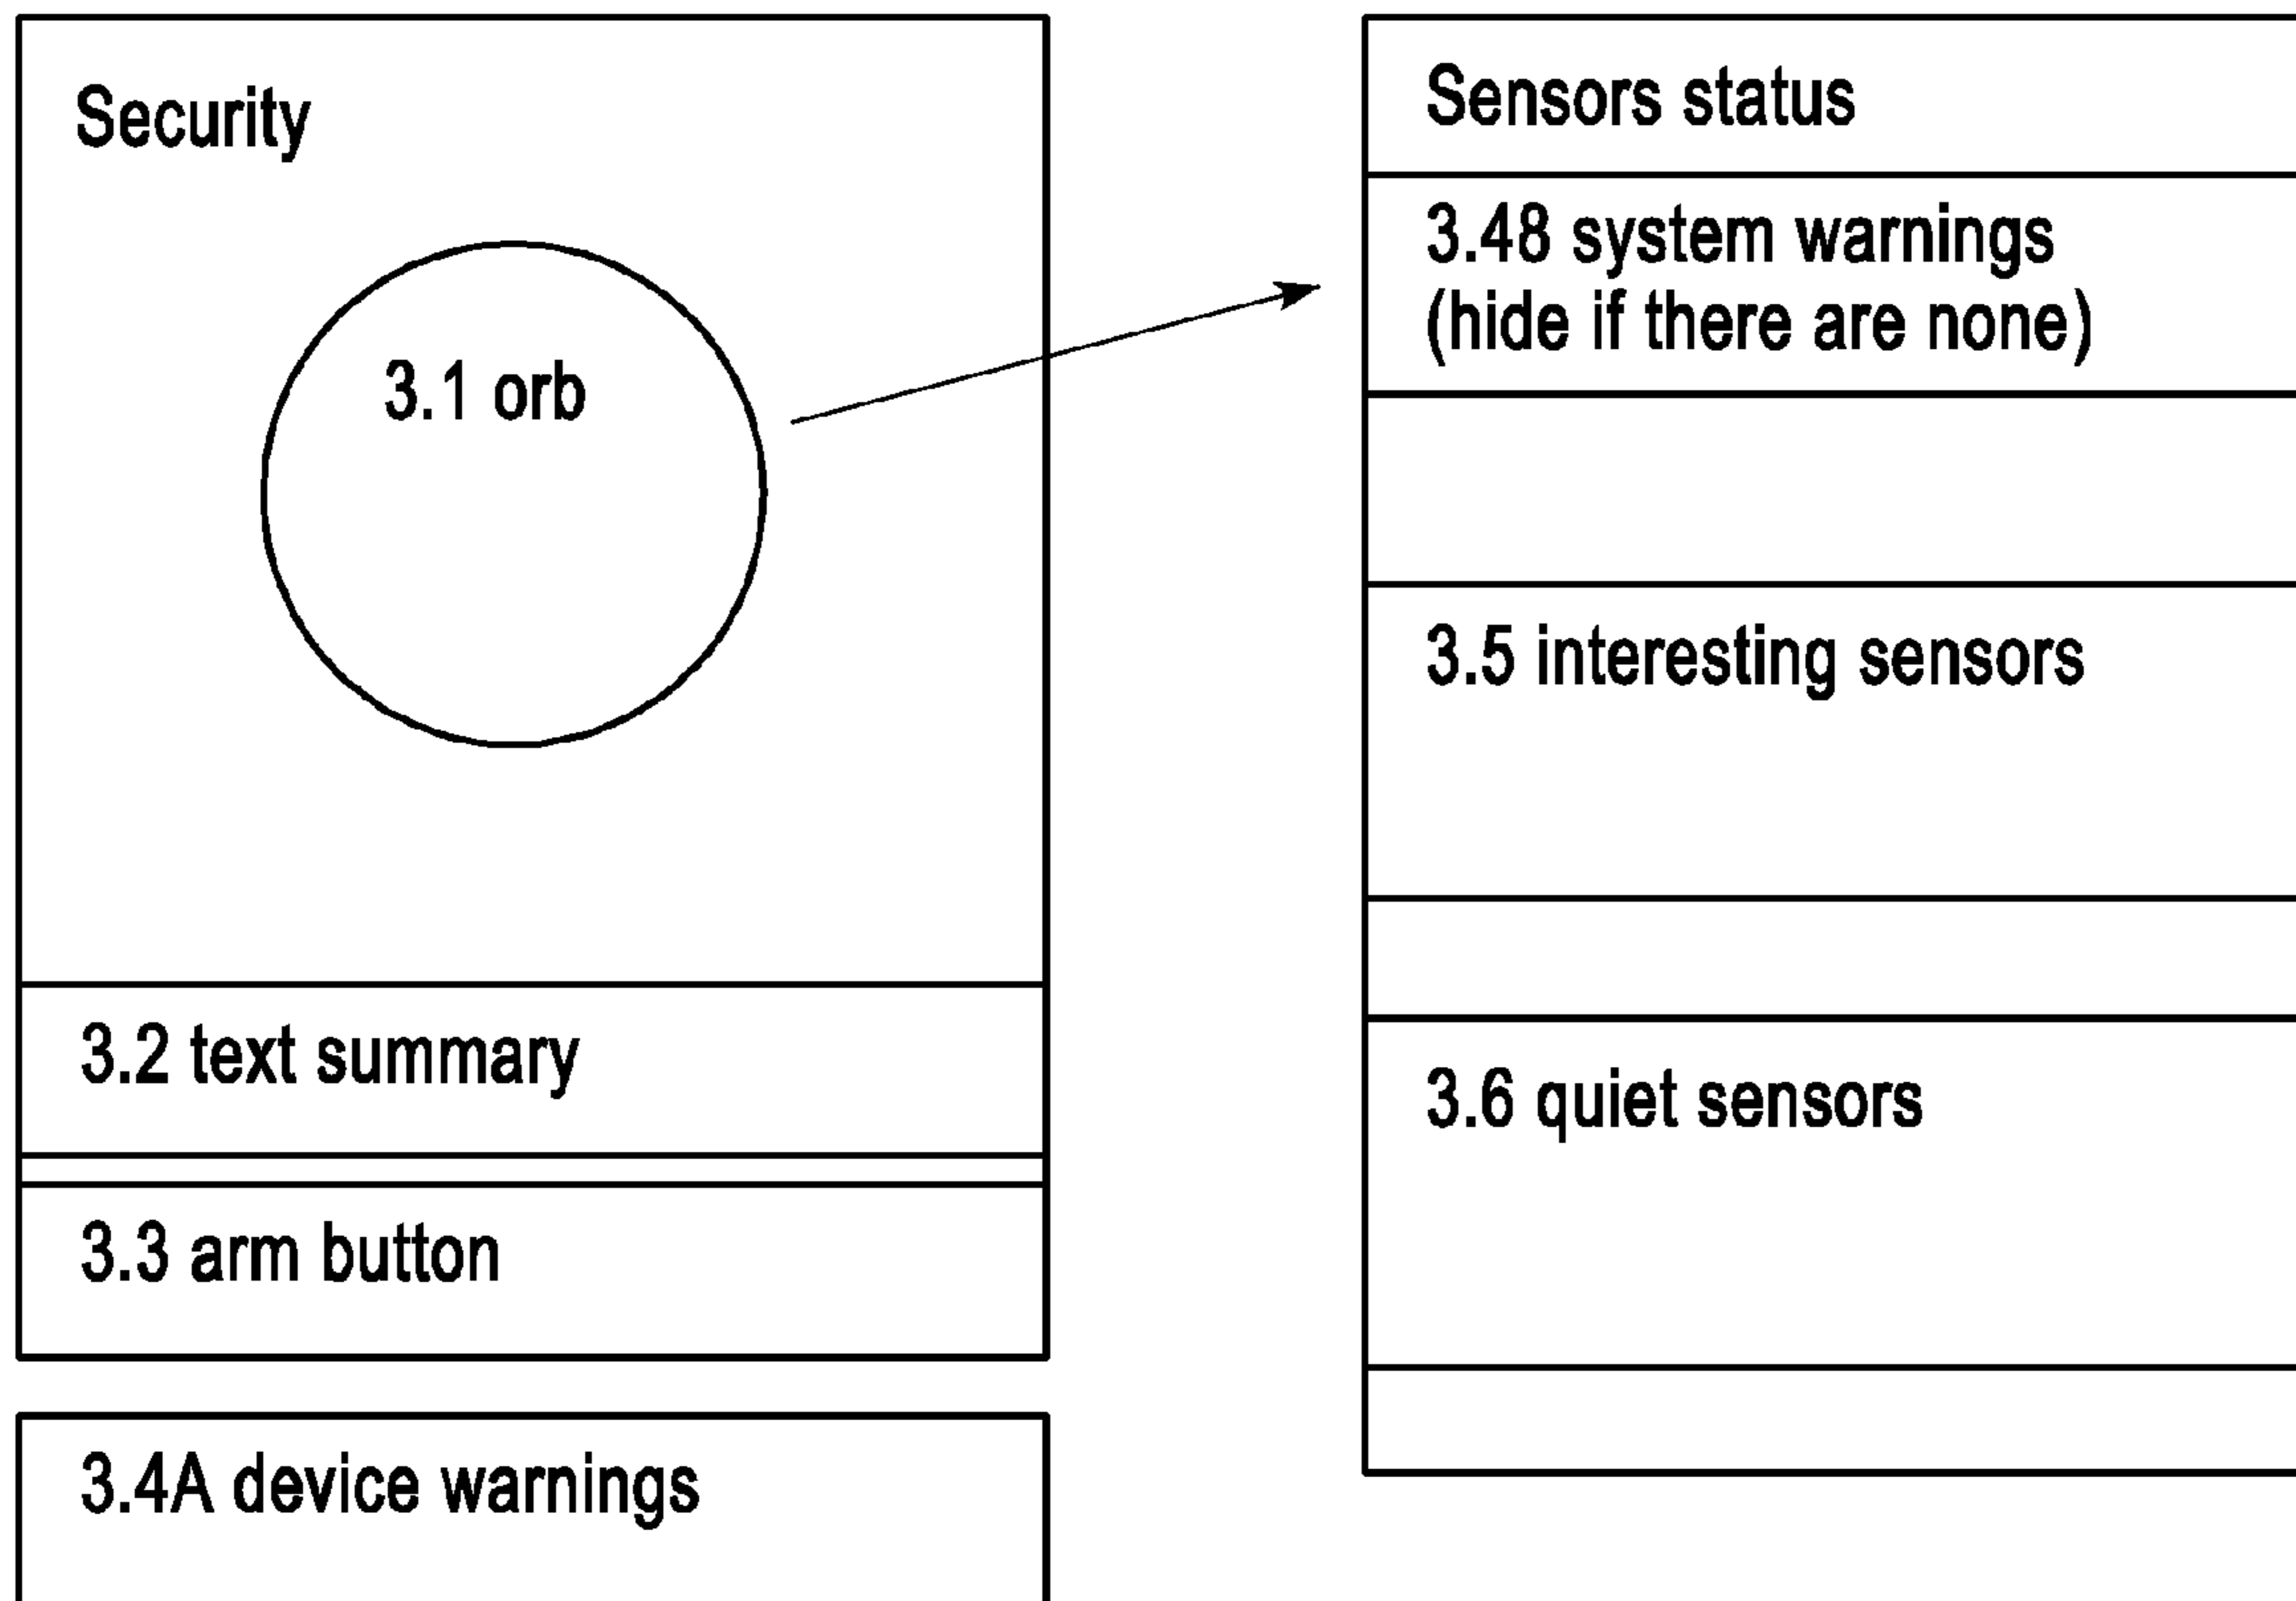 Security
3.1 orb
3.2 text summary
3.3 arm button
3.4A device warnings
Sensors status
3.48 system warnings
(hide if there are none)
3.5 interesting sensors
3.6 quiet sensors